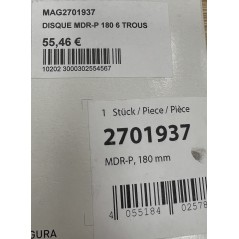 MAG2701937
DISQUE MDR-P 180 6 TROUS
55,46 €
10202 3000302554567
1 Stück / Piece / Pièce
2701937
MDR-P, 180 mm
4 055184 02578
GURA